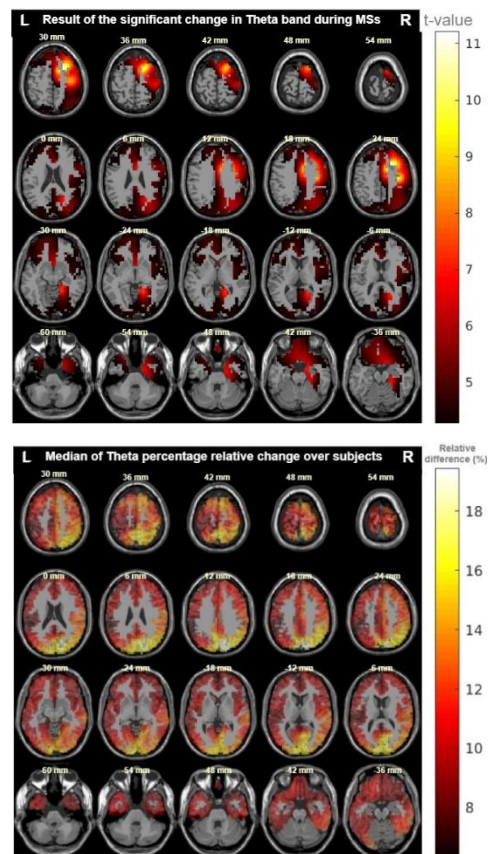 L Result of the significant change in Theta band during MSs R
t-value
30 mm 36 mm 42 mm 48 mm 54 mm
0 mm 6 mm 12 mm 18 mm 24 mm
-30 mm -24 mm -18 mm -12 mm -6 mm
60 mm 54 mm 48 mm 42 mm -36 mm
11
10
9
8
7
6
5
L Median of Theta percentage relative change over subjects R
Relative
difference (%)
30 mm 36 mm 42 mm 48 mm 54 mm
0 mm 6 mm 12 mm 18 mm 24 mm
-30 mm -24 mm -18 mm -12 mm -6 mm
60 mm 54 mm 48 mm 42 mm -36 mm
18
16
14
12
10
8